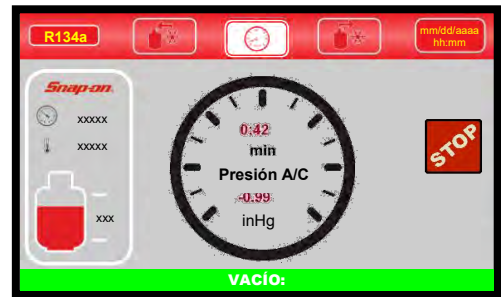 R134a
mm/dd/aaaa
hh:mm
Snap-on
xxxxx
xxxxx
xxx
0:42
min
Presión A/C
-0.99
inHg
STOP
VACÍO: